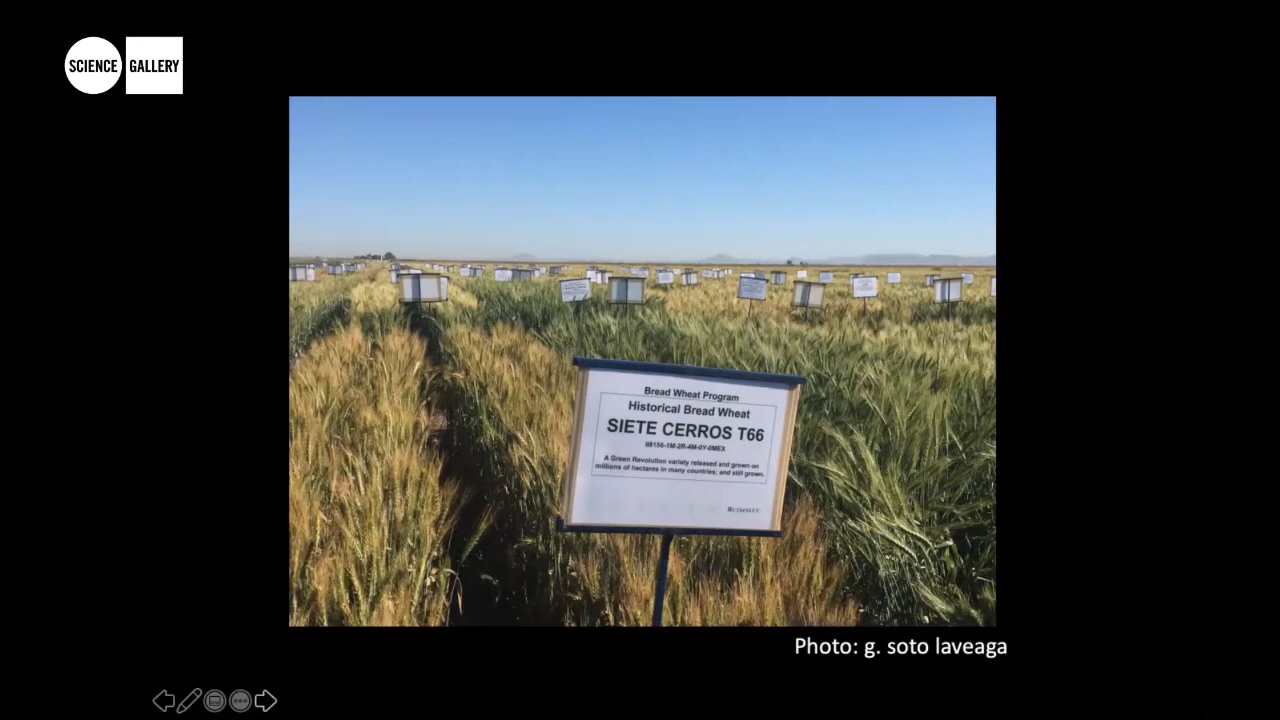 SCIENCE GALLERY
Bread Wheat Program
Historical Bread Wheat
SIETE CERROS T66
A Green Revolution variety released and grown on
millions of hectares in many countries; and still grown.
CIMMYT
Photo: g. soto laveaga